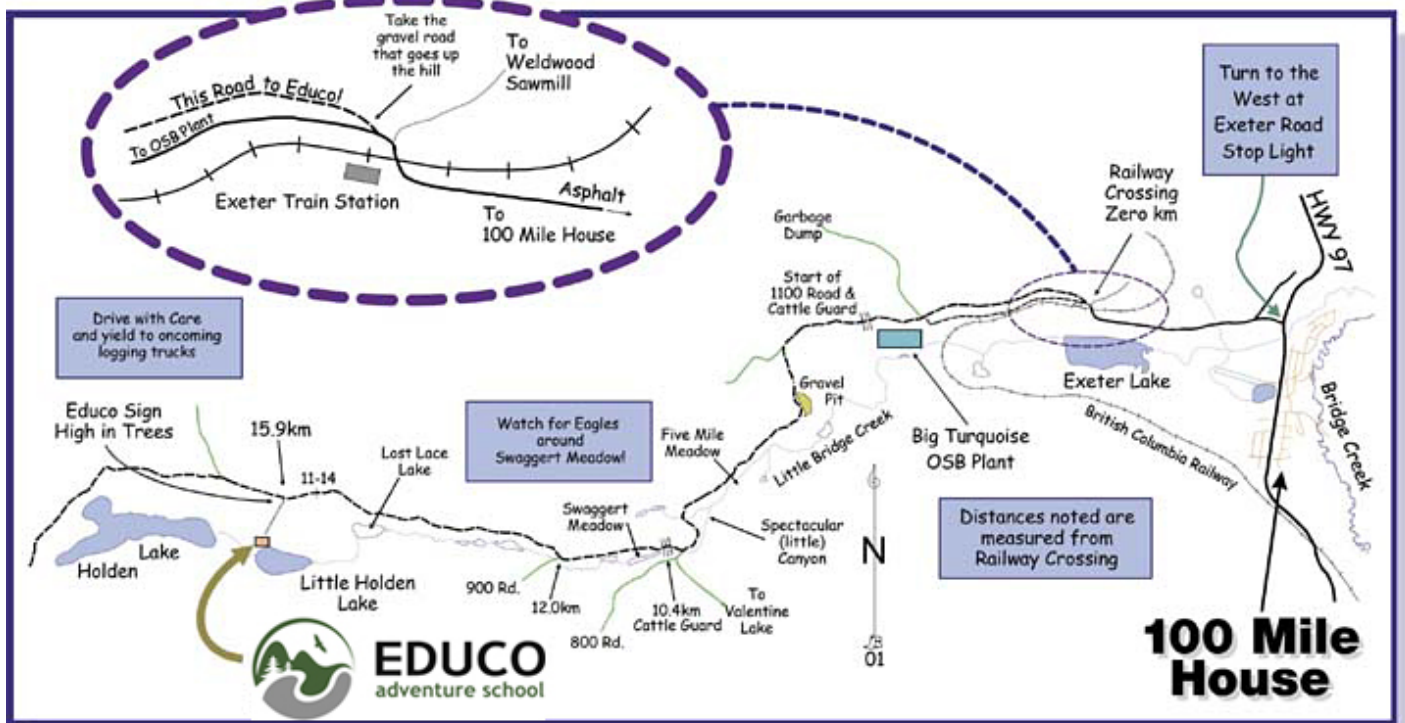 Take the
gravel road
that goes up
the hill
To
Weldwood
Sawmill
This Road to Educo!
To OSB Plant
Exeter Train Station
Asphalt
To
100 Mile House
Turn to the
West at
Exeter Road
Stop Light
Railway
Crossing
Zero km
HWY 97
Garbage
Dump
Start of
1100 Road &
Cattle Guard
Drive with Care
and yield to oncoming
logging trucks
Exeter Lake
Gravel
Pit
Bridge Creek
Educo Sign
High in Trees
15.9km
Watch for Eagles
around
Swaggert Meadow!
Five Mile
Meadow
Little Bridge Creek
Big Turquoise
OSB Plant
British Columbia Railway
Lost Lace
Lake
11-14
Swaggert
Meadow
Spectacular
(little)
Canyon
N
01
Distances noted are
measured from
Railway Crossing
Lake
Holden
Little Holden
Lake
900 Rd.
12.0km
800 Rd.
10.4km
Cattle Guard
To
Valentine
Lake
EDUCO
adventure school
100 Mile
House